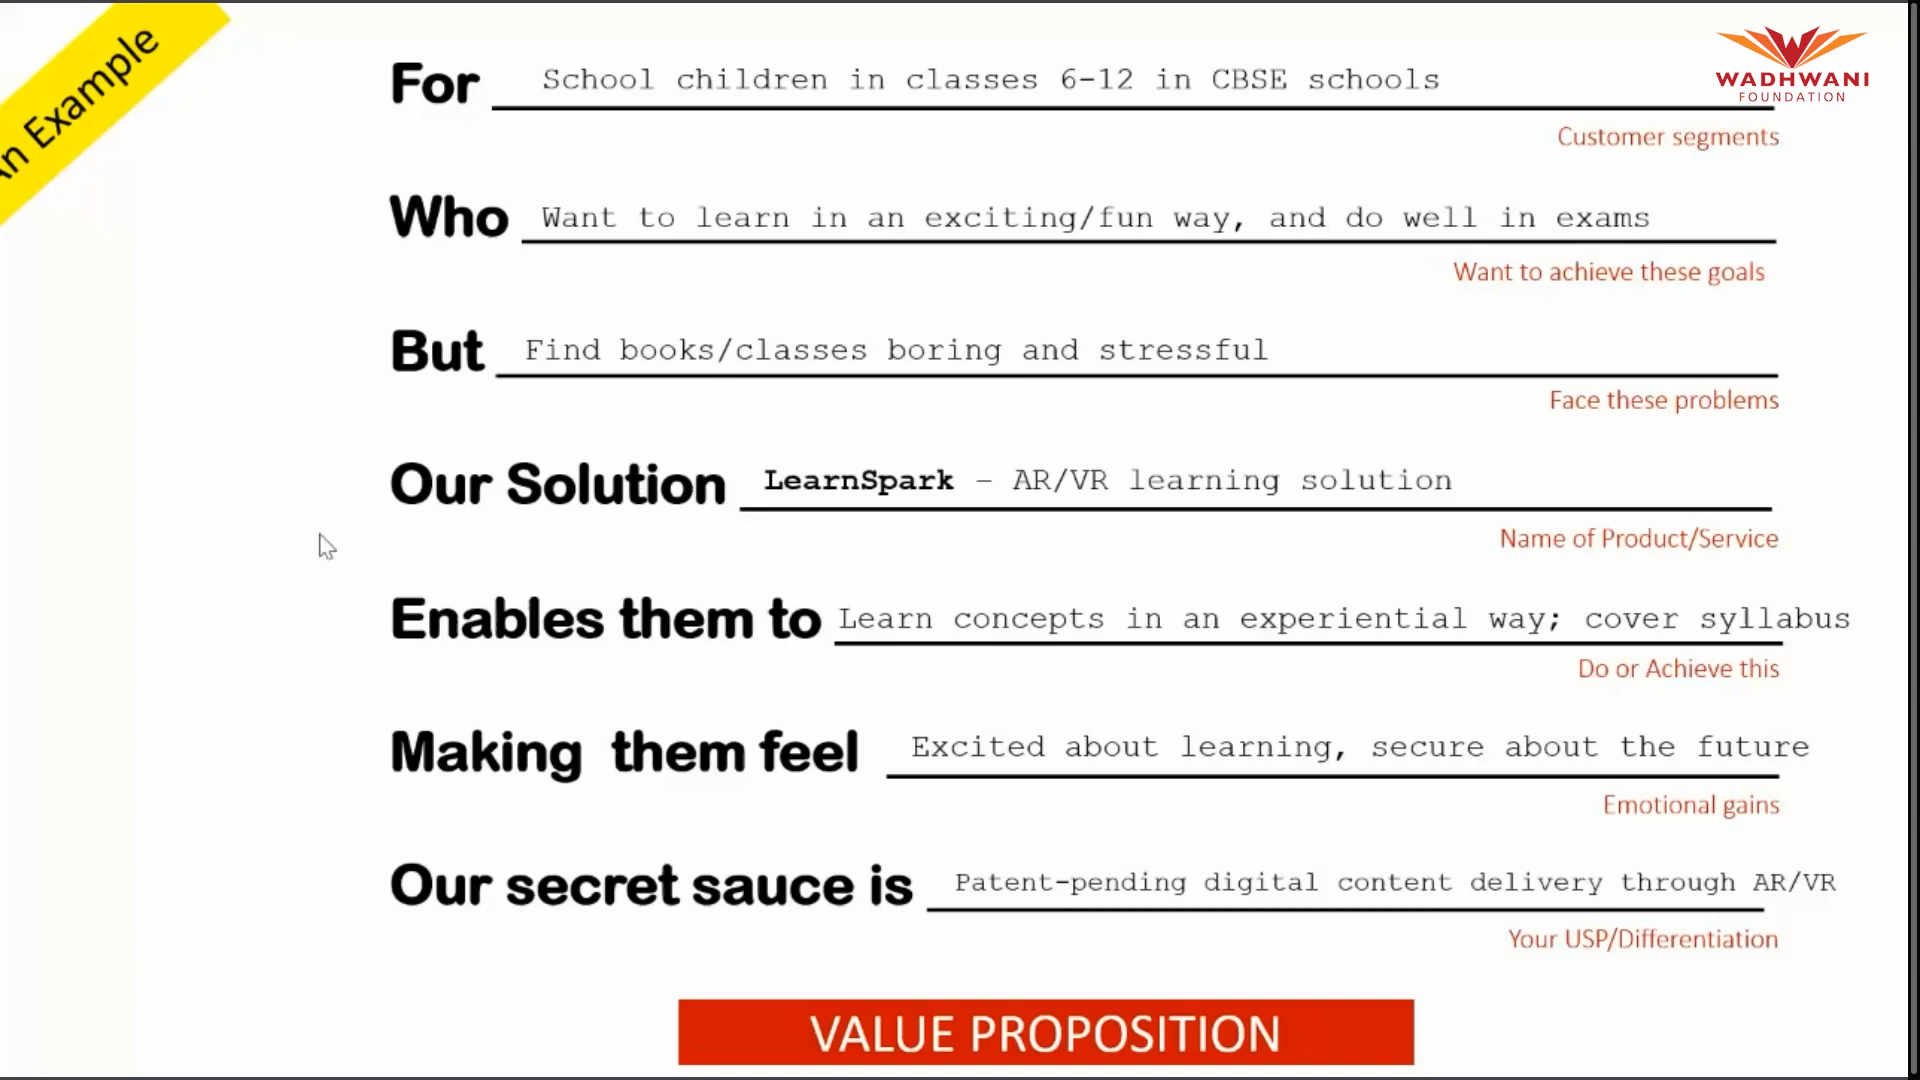 An Example
WADHWANI
FOUNDATION
For School children in classes 6-12 in CBSE schools
Customer segments
Who Want to learn in an exciting/fun way, and do well in exams
Want to achieve these goals
But Find books/classes boring and stressful
Face these problems
Our Solution LearnSpark – AR/VR learning solution
Name of Product/Service
Enables them to Learn concepts in an experiential way; cover syllabus
Do or Achieve this
Making them feel Excited about learning, secure about the future
Emotional gains
Our secret sauce is Patent-pending digital content delivery through AR/VR
Your USP/Differentiation
VALUE PROPOSITION